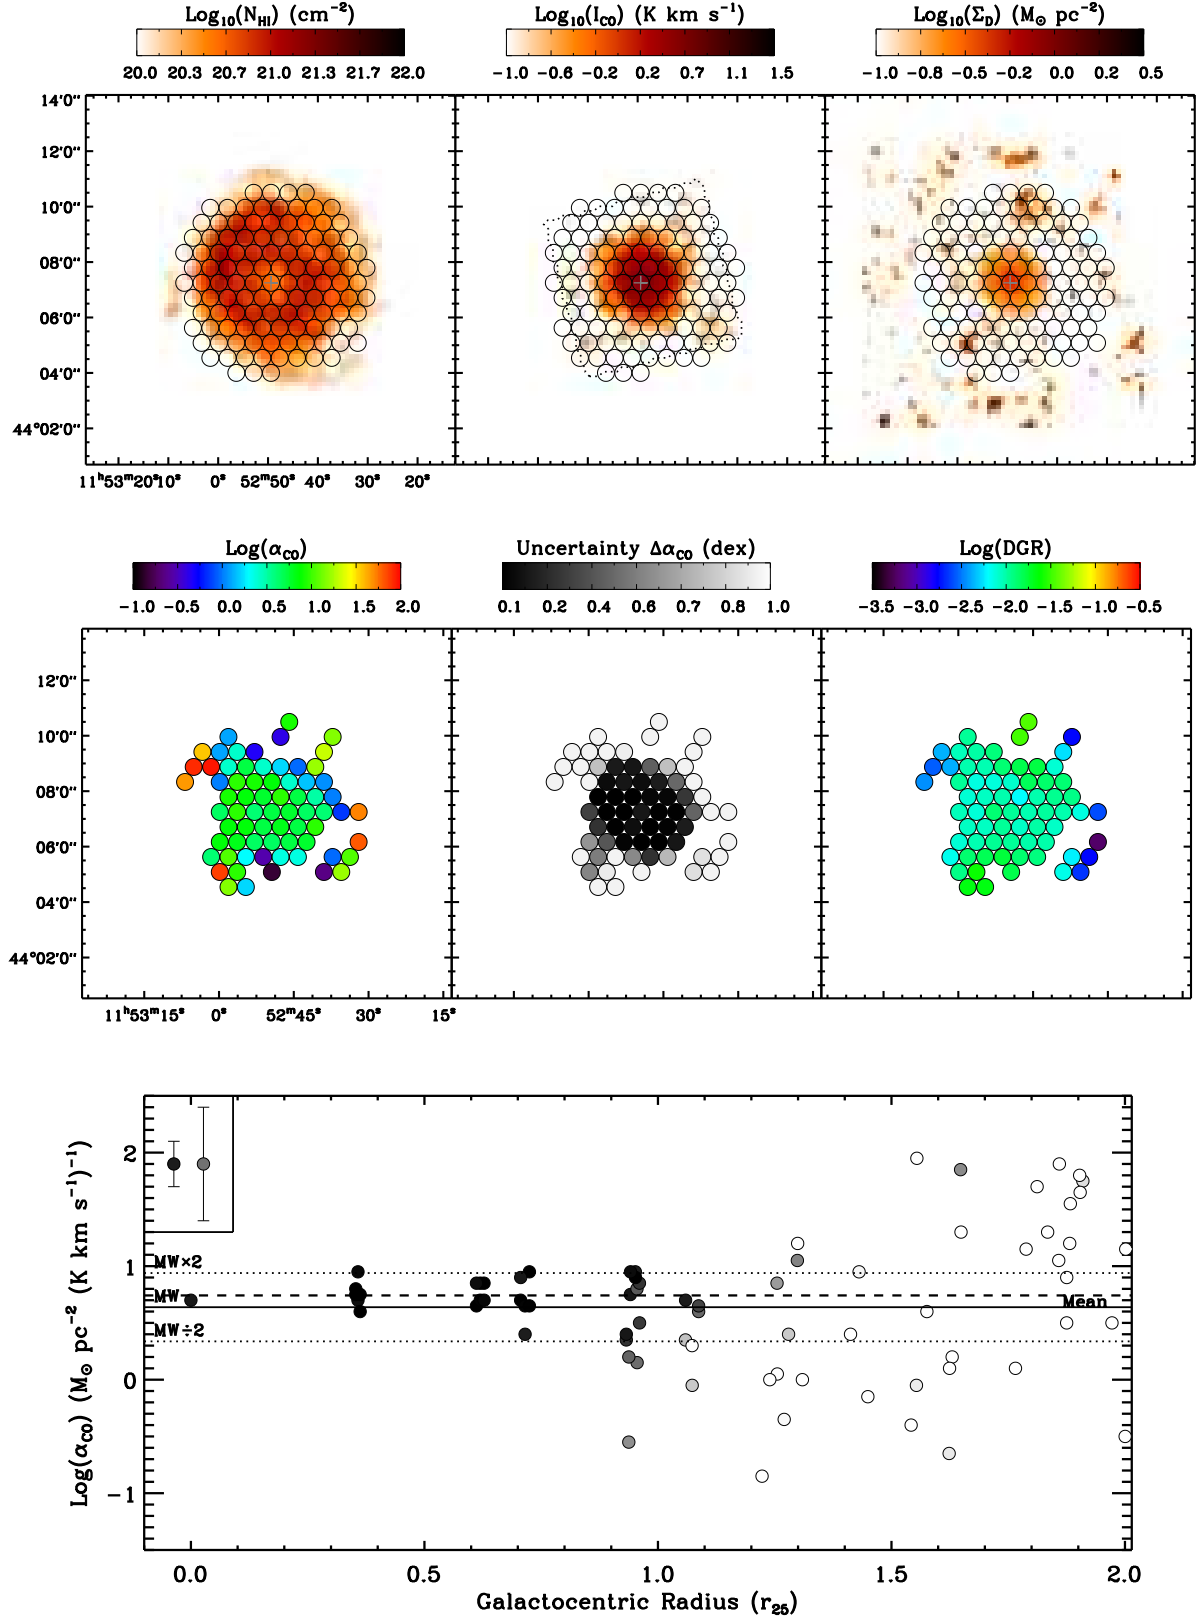 Log₁₀(N_HI) (cm⁻²)
Log₁₀(I_CO) (K km s⁻¹)
Log₁₀(Σ_D) (M⊙ pc⁻²)
20.0 20.3 20.7 21.0 21.3 21.7 22.0
−1.0 −0.6 −0.2 0.2 0.7 1.1 1.5
−1.0 −0.8 −0.5 −0.2 0.0 0.2 0.5
14'0''
12'0''
10'0''
08'0''
06'0''
04'0''
44°02'0''
11ʰ53ᵐ20ˢ 10ˢ 0ˢ 52ᵐ50ˢ 40ˢ 30ˢ 20ˢ
Log(α_CO)
Uncertainty Δα_CO (dex)
Log(DGR)
−1.0 −0.5 0.0 0.5 1.0 1.5 2.0
0.1 0.2 0.4 0.6 0.7 0.8 1.0
−3.5 −3.0 −2.5 −2.0 −1.5 −1.0 −0.5
12'0''
10'0''
08'0''
06'0''
04'0''
44°02'0''
11ʰ53ᵐ15ˢ 0ˢ 52ᵐ45ˢ 30ˢ 15ˢ
Log(α_CO) (M⊙ pc⁻² (K km s⁻¹)⁻¹)
2
1
0
−1
MW×2
MW
Mean
MW÷2
0.0 0.5 1.0 1.5 2.0
Galactocentric Radius (r₂₅)